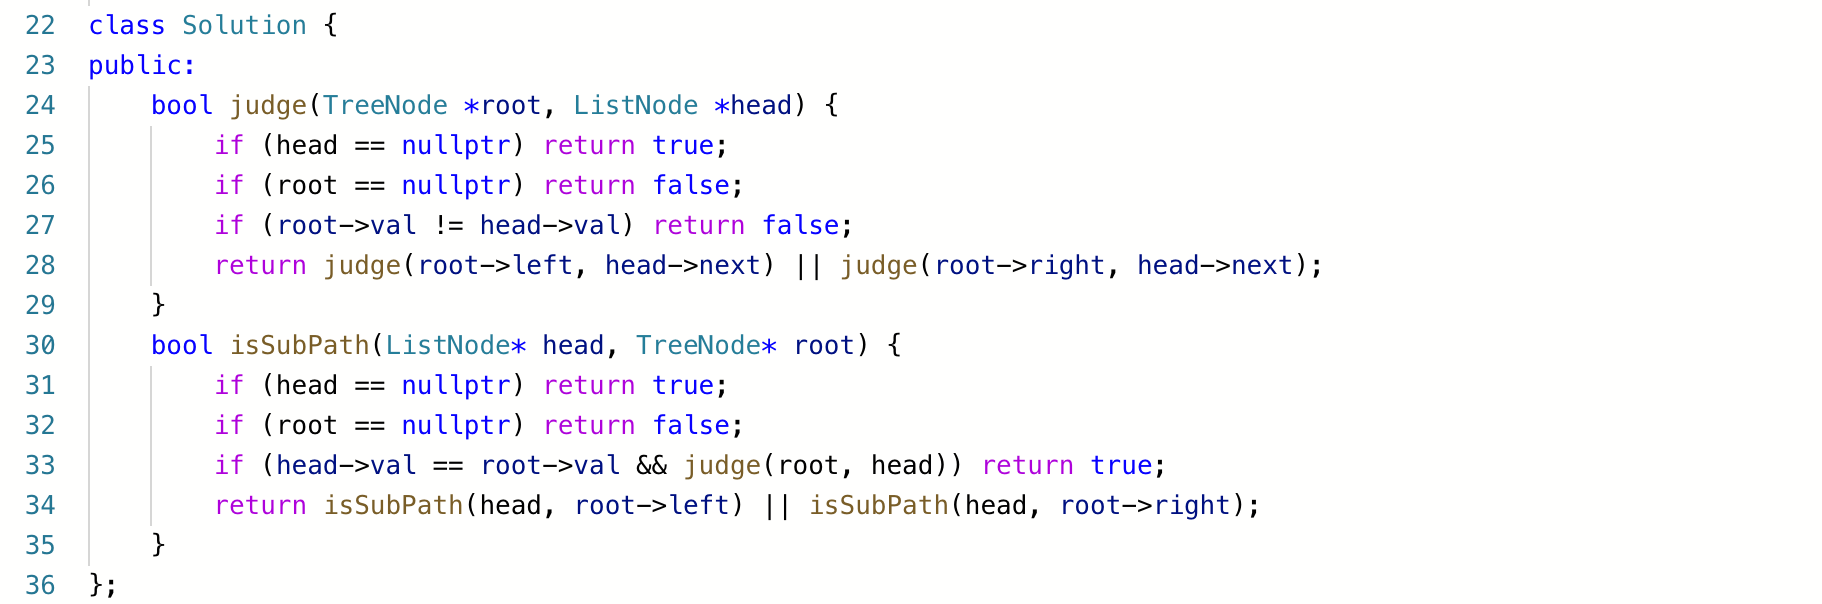 22 class Solution {
23 public:
24     bool judge(TreeNode *root, ListNode *head) {
25         if (head == nullptr) return true;
26         if (root == nullptr) return false;
27         if (root->val != head->val) return false;
28         return judge(root->left, head->next) || judge(root->right, head->next);
29     }
30     bool isSubPath(ListNode* head, TreeNode* root) {
31         if (head == nullptr) return true;
32         if (root == nullptr) return false;
33         if (head->val == root->val && judge(root, head)) return true;
34         return isSubPath(head, root->left) || isSubPath(head, root->right);
35     }
36 };